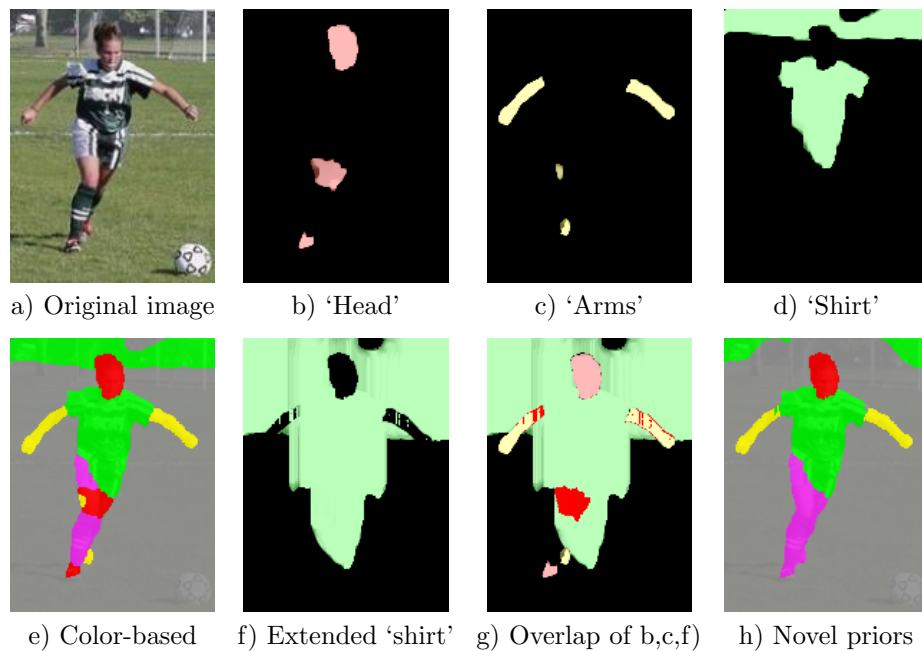 a) Original image
b) ‘Head’
c) ‘Arms’
d) ‘Shirt’
e) Color-based
f) Extended ‘shirt’
g) Overlap of b,c,f)
h) Novel priors